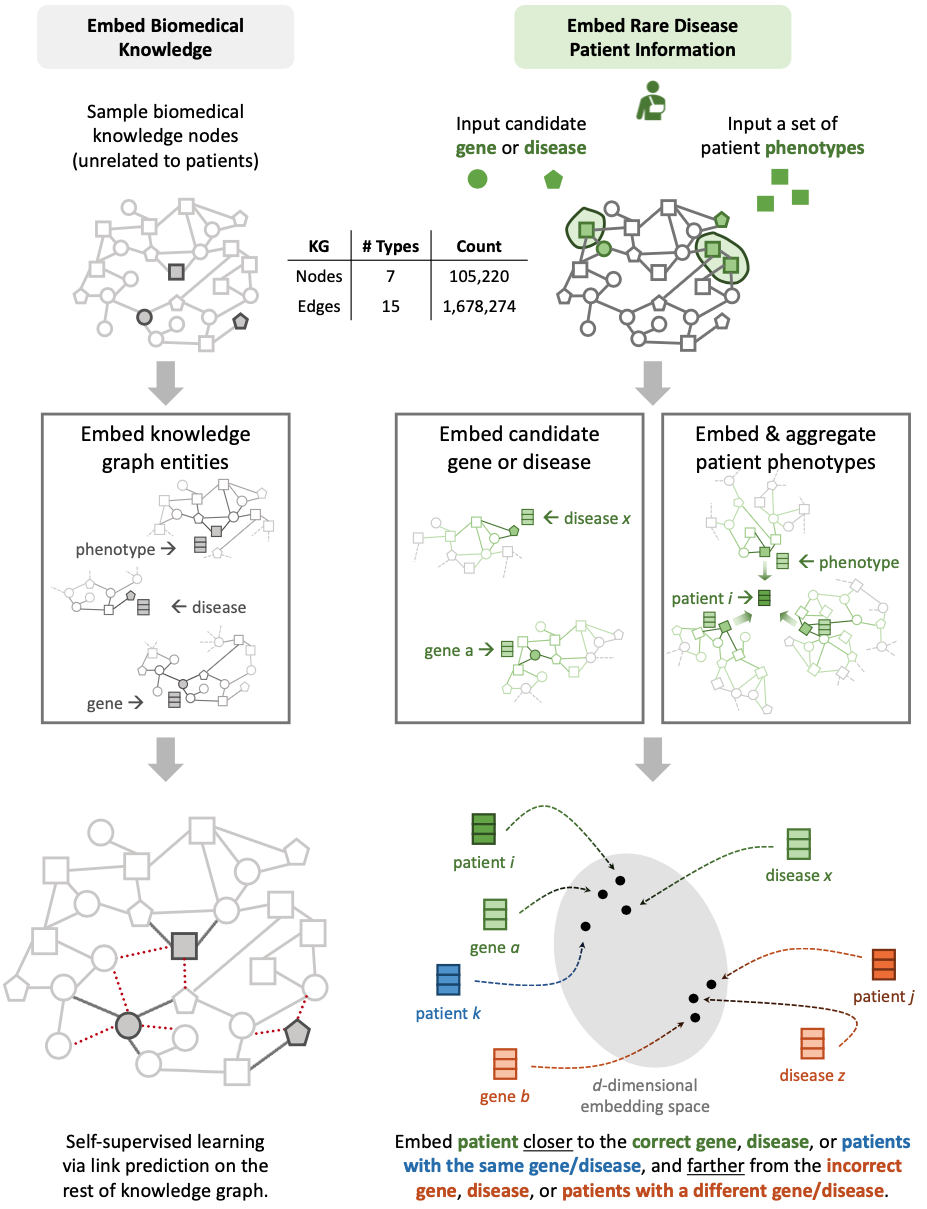 Embed Biomedical
Knowledge
Sample biomedical
knowledge nodes
(unrelated to patients)
Embed Rare Disease
Patient Information
Input candidate
gene or disease
Input a set of
patient phenotypes
KG # Types Count
Nodes 7 105,220
Edges 15 1,678,274
Embed knowledge
graph entities
phenotype →
← disease
gene →
Embed candidate
gene or disease
← disease x
gene a →
Embed & aggregate
patient phenotypes
← phenotype
patient i →
Self-supervised learning
via link prediction on the
rest of knowledge graph.
patient i
disease x
gene a
patient k
patient j
gene b
disease z
d-dimensional
embedding space
Embed patient closer to the correct gene, disease, or patients
with the same gene/disease, and farther from the incorrect
gene, disease, or patients with a different gene/disease.